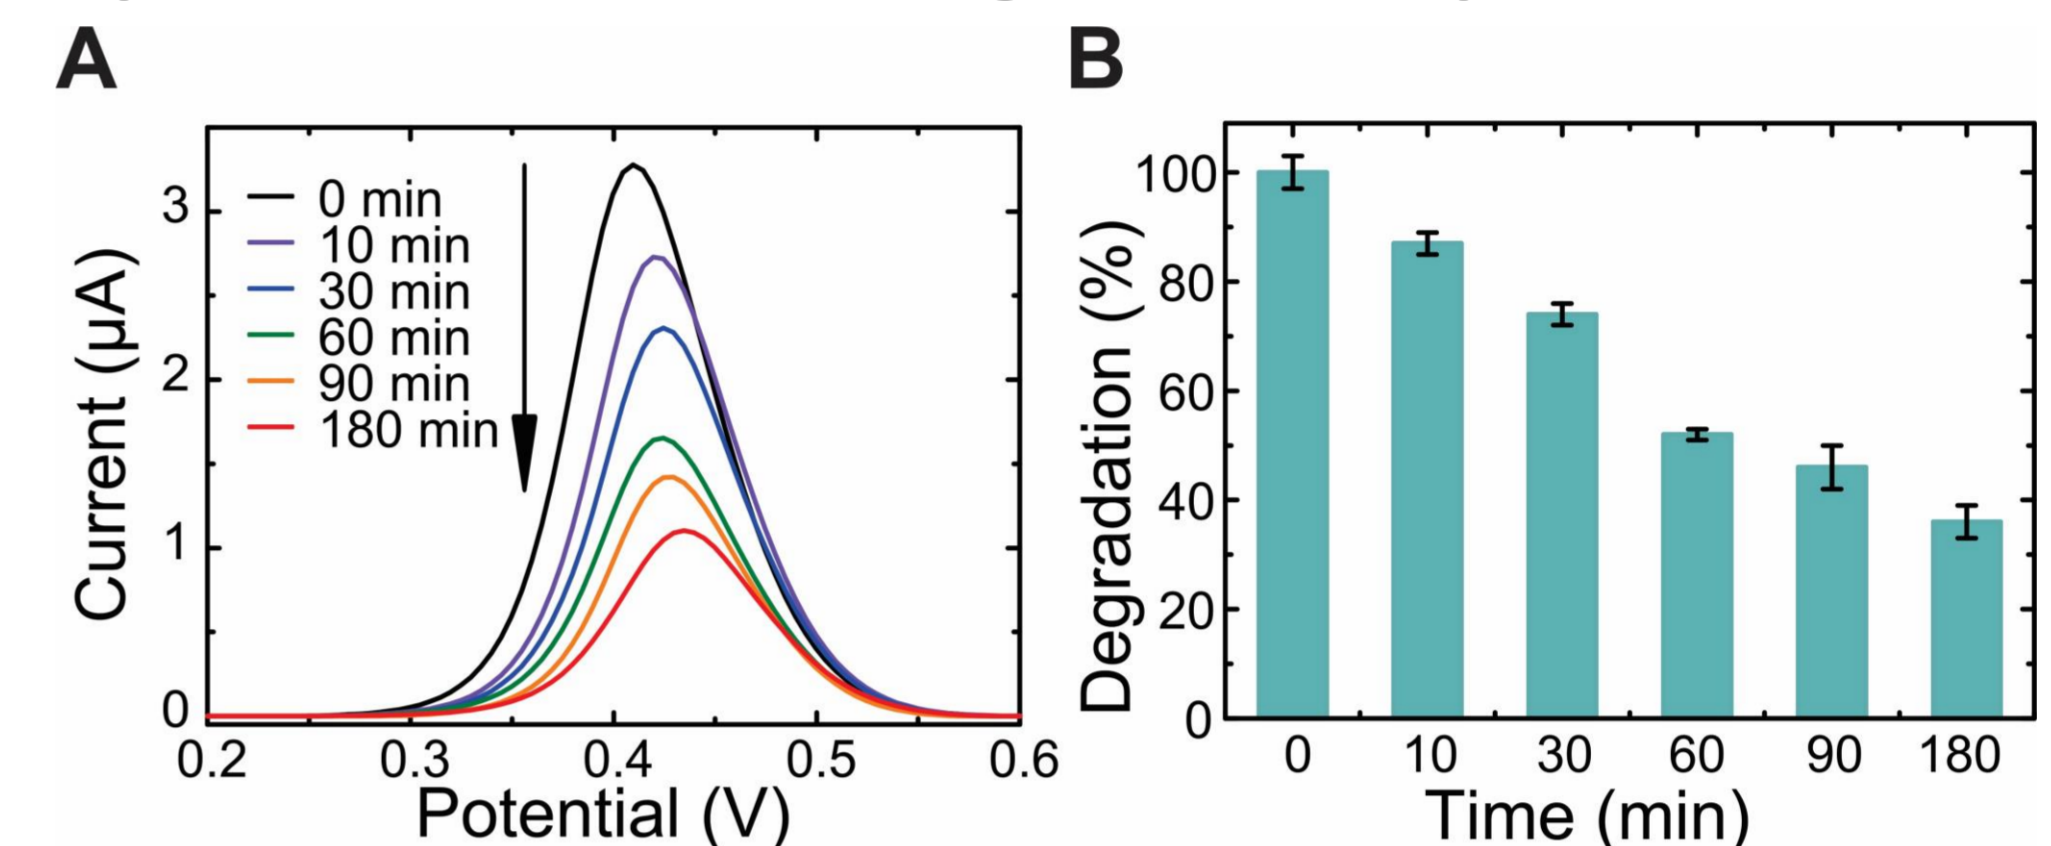 A
Current (µA)
3
2
1
0
0 min
10 min
30 min
60 min
90 min
180 min
0.2 0.3 0.4 0.5 0.6
Potential (V)
B
Degradation (%)
100
80
60
40
20
0
0 10 30 60 90 180
Time (min)